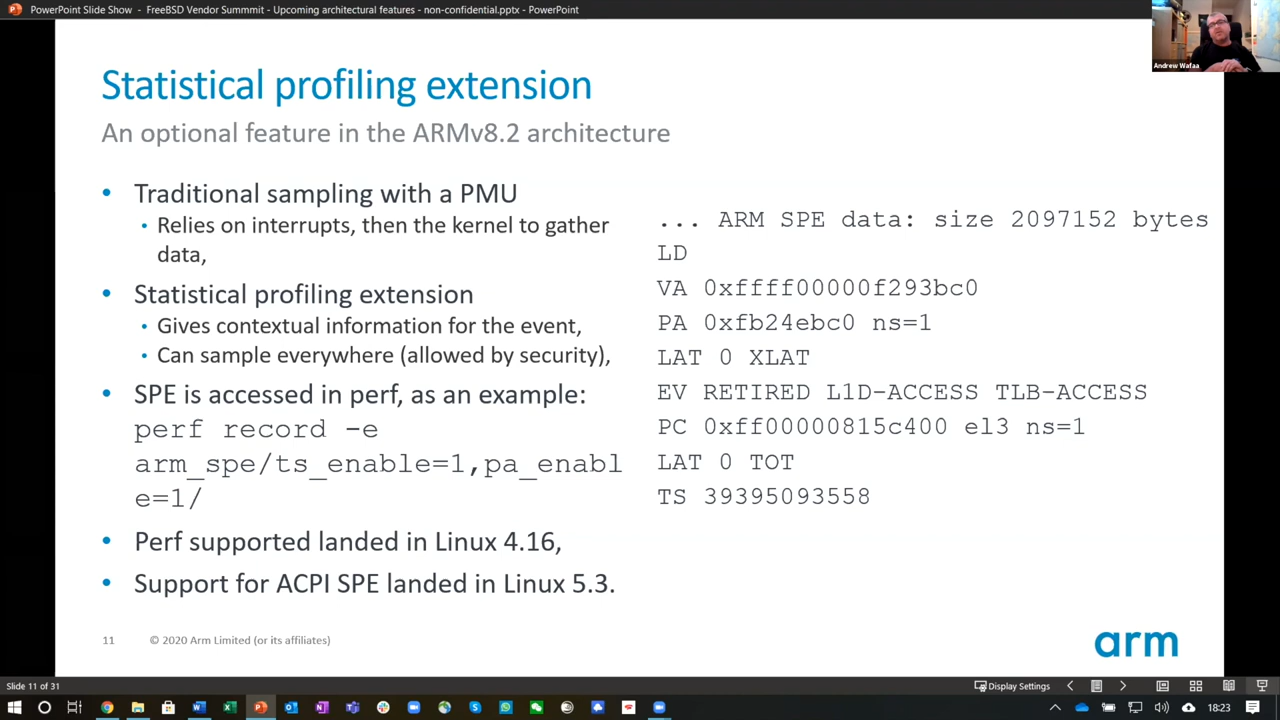 PowerPoint Slide Show - FreeBSD Vendor Summmit - Upcoming architectural features - non-confidential.pptx - PowerPoint
Andrew Wafaa
Statistical profiling extension
An optional feature in the ARMv8.2 architecture
• Traditional sampling with a PMU
• Relies on interrupts, then the kernel to gather
data,
• Statistical profiling extension
• Gives contextual information for the event,
• Can sample everywhere (allowed by security),
• SPE is accessed in perf, as an example:
perf record -e
arm_spe/ts_enable=1,pa_enabl
e=1/
• Perf supported landed in Linux 4.16,
• Support for ACPI SPE landed in Linux 5.3.
... ARM SPE data: size 2097152 bytes
LD
VA 0xffff00000f293bc0
PA 0xfb24ebc0 ns=1
LAT 0 XLAT
EV RETIRED L1D-ACCESS TLB-ACCESS
PC 0xff00000815c400 el3 ns=1
LAT 0 TOT
TS 39395093558
11 © 2020 Arm Limited (or its affiliates)
arm
Slide 11 of 31
Display Settings
18:23